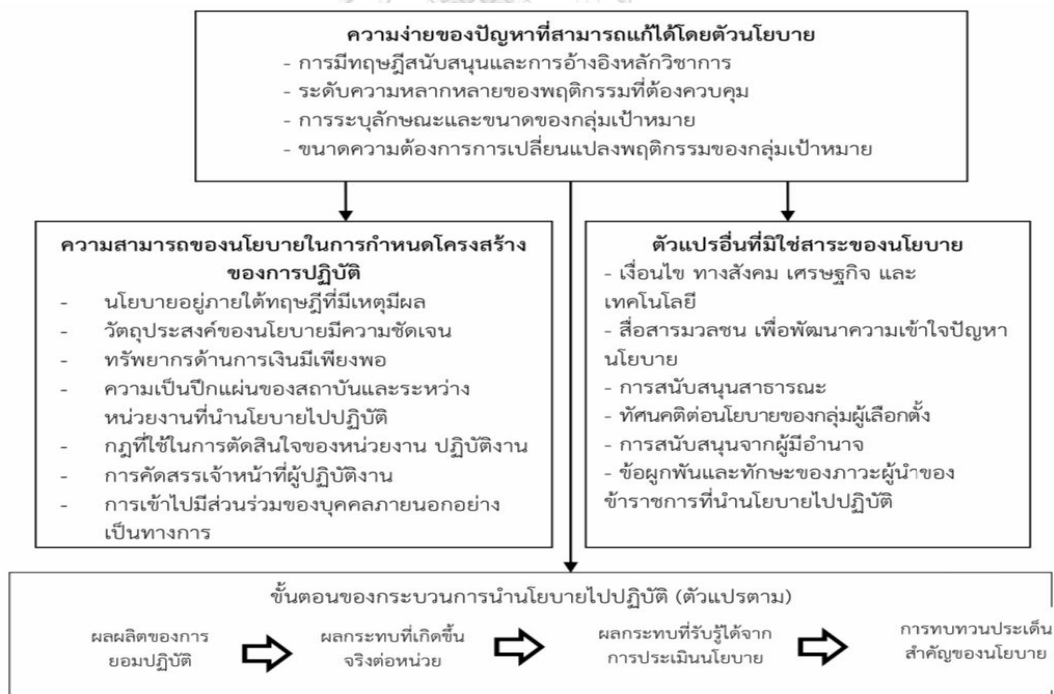 ความง่ายของปัญหาที่สามารถแก้ได้โดยตัวนโยบาย
- การมีทฤษฎีสนับสนุนและการอ้างอิงหลักวิชาการ
- ระดับความหลากหลายของพฤติกรรมที่ต้องควบคุม
- การระบุลักษณะและขนาดของกลุ่มเป้าหมาย
- ขนาดความต้องการการเปลี่ยนแปลงพฤติกรรมของกลุ่มเป้าหมาย
ความสามารถของนโยบายในการกำหนดโครงสร้าง
ของการปฏิบัติ
- นโยบายอยู่ภายใต้ทฤษฎีที่มีเหตุมีผล
- วัตถุประสงค์ของนโยบายมีความชัดเจน
- ทรัพยากรด้านการเงินมีเพียงพอ
- ความเป็นปึกแผ่นของสถาบันและระหว่าง
หน่วยงานที่นำนโยบายไปปฏิบัติ
- กฎที่ใช้ในการตัดสินใจของหน่วยงาน ปฏิบัติงาน
- การคัดสรรเจ้าหน้าที่ผู้ปฏิบัติงาน
- การเข้าไปมีส่วนร่วมของบุคคลภายนอกอย่าง
เป็นทางการ
ตัวแปรอื่นที่มิใช่สาระของนโยบาย
- เงื่อนไข ทางสังคม เศรษฐกิจ และ
เทคโนโลยี
- สื่อสารมวลชน เพื่อพัฒนาความเข้าใจปัญหา
นโยบาย
- การสนับสนุนสาธารณะ
- ทัศนคติต่อนโยบายของกลุ่มผู้เลือกตั้ง
- การสนับสนุนจากผู้มีอำนาจ
- ข้อผูกพันและทักษะของภาวะผู้นำของ
ข้าราชการที่นำนโยบายไปปฏิบัติ
ขั้นตอนของกระบวนการนำนโยบายไปปฏิบัติ (ตัวแปรตาม)
ผลผลิตของการ
ยอมปฏิบัติ
ผลกระทบที่เกิดขึ้น
จริงต่อหน่วย
ผลกระทบที่รับรู้ได้จาก
การประเมินนโยบาย
การทบทวนประเด็น
สำคัญของนโยบาย